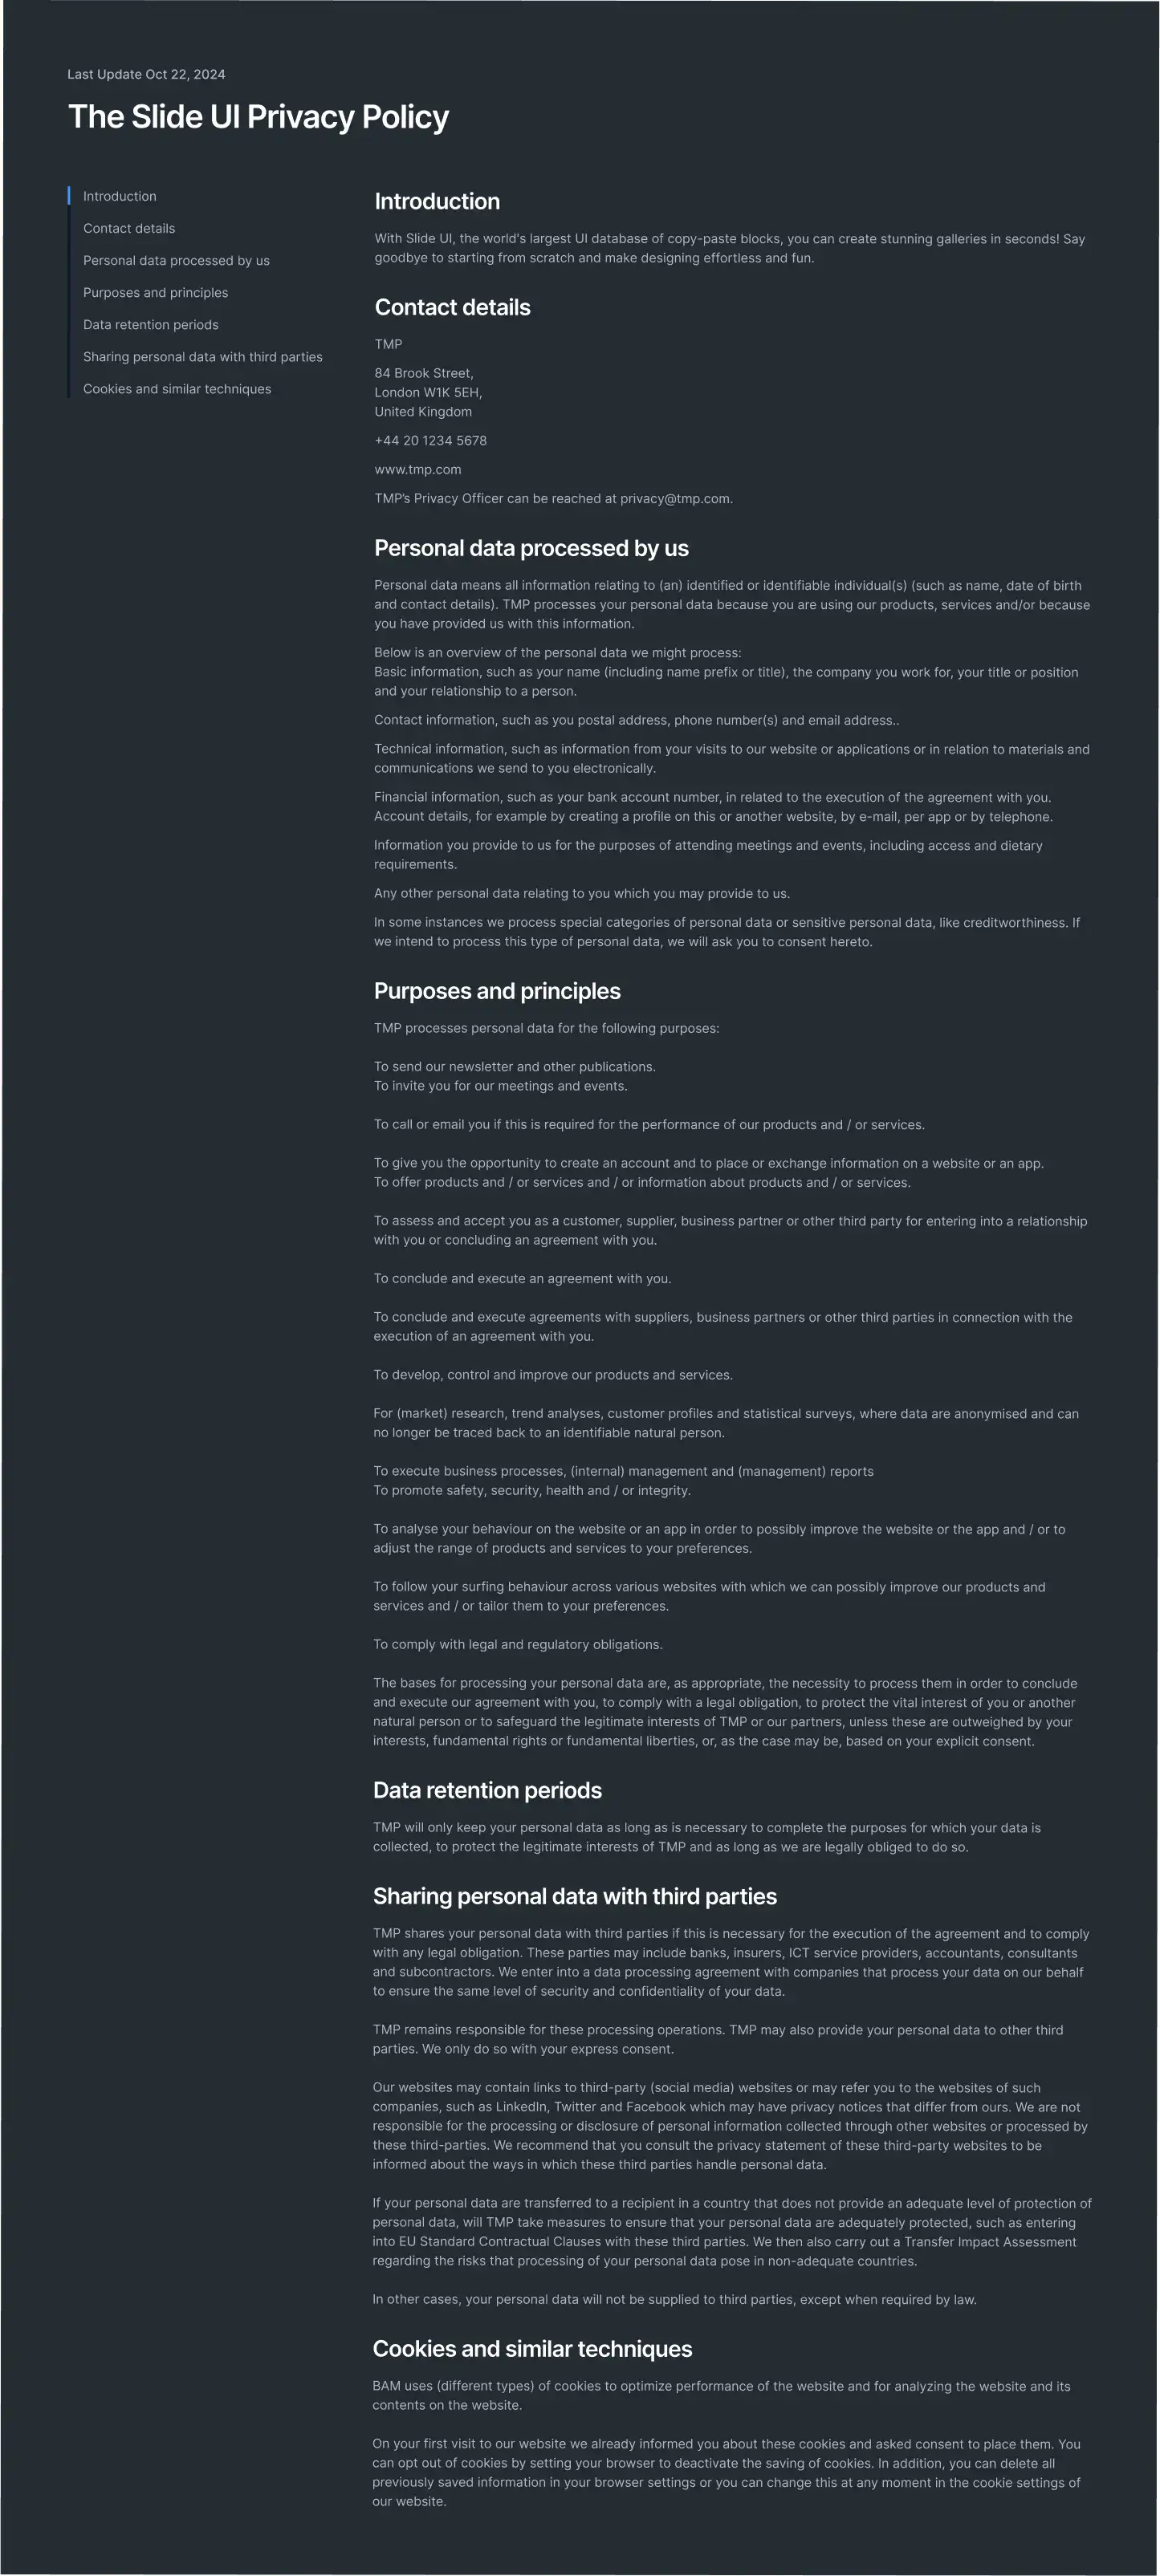 Last Update Oct 22, 2024
The Slide UI Privacy Policy
Introduction
Contact details
Personal data processed by us
Purposes and principles
Data retention periods
Sharing personal data with third parties
Cookies and similar techniques
Introduction
With Slide UI, the world's largest UI database of copy-paste blocks, you can create stunning galleries in seconds! Say
goodbye to starting from scratch and make designing effortless and fun.
Contact details
TMP
84 Brook Street,
London W1K 5EH,
United Kingdom
+44 20 1234 5678
www.tmp.com
TMP's Privacy Officer can be reached at privacy@tmp.com.
Personal data processed by us
Personal data means all information relating to (an) identified or identifiable individual(s) (such as name, date of birth
and contact details). TMP processes your personal data because you are using our products, services and/or because
you have provided us with this information.
Below is an overview of the personal data we might process:
Basic information, such as your name (including name prefix or title), the company you work for, your title or position
and your relationship to a person.
Contact information, such as you postal address, phone number(s) and email address..
Technical information, such as information from your visits to our website or applications or in relation to materials and
communications we send to you electronically.
Financial information, such as your bank account number, in related to the execution of the agreement with you.
Account details, for example by creating a profile on this or another website, by e-mail, per app or by telephone.
Information you provide to us for the purposes of attending meetings and events, including access and dietary
requirements.
Any other personal data relating to you which you may provide to us.
In some instances we process special categories of personal data or sensitive personal data, like creditworthiness. If
we intend to process this type of personal data, we will ask you to consent hereto.
Purposes and principles
TMP processes personal data for the following purposes:
To send our newsletter and other publications.
To invite you for our meetings and events.
To call or email you if this is required for the performance of our products and / or services.
To give you the opportunity to create an account and to place or exchange information on a website or an app.
To offer products and / or services and / or information about products and / or services.
To assess and accept you as a customer, supplier, business partner or other third party for entering into a relationship
with you or concluding an agreement with you.
To conclude and execute an agreement with you.
To conclude and execute agreements with suppliers, business partners or other third parties in connection with the
execution of an agreement with you.
To develop, control and improve our products and services.
For (market) research, trend analyses, customer profiles and statistical surveys, where data are anonymised and can
no longer be traced back to an identifiable natural person.
To execute business processes, (internal) management and (management) reports
To promote safety, security, health and / or integrity.
To analyse your behaviour on the website or an app in order to possibly improve the website or the app and / or to
adjust the range of products and services to your preferences.
To follow your surfing behaviour across various websites with which we can possibly improve our products and
services and / or tailor them to your preferences.
To comply with legal and regulatory obligations.
The bases for processing your personal data are, as appropriate, the necessity to process them in order to conclude
and execute our agreement with you, to comply with a legal obligation, to protect the vital interest of you or another
natural person or to safeguard the legitimate interests of TMP or our partners, unless these are outweighed by your
interests, fundamental rights or fundamental liberties, or, as the case may be, based on your explicit consent.
Data retention periods
TMP will only keep your personal data as long as is necessary to complete the purposes for which your data is
collected, to protect the legitimate interests of TMP and as long as we are legally obliged to do so.
Sharing personal data with third parties
TMP shares your personal data with third parties if this is necessary for the execution of the agreement and to comply
with any legal obligation. These parties may include banks, insurers, ICT service providers, accountants, consultants
and subcontractors. We enter into a data processing agreement with companies that process your data on our behalf
to ensure the same level of security and confidentiality of your data.
TMP remains responsible for these processing operations. TMP may also provide your personal data to other third
parties. We only do so with your express consent.
Our websites may contain links to third-party (social media) websites or may refer you to the websites of such
companies, such as LinkedIn, Twitter and Facebook which may have privacy notices that differ from ours. We are not
responsible for the processing or disclosure of personal information collected through other websites or processed by
these third-parties. We recommend that you consult the privacy statement of these third-party websites to be
informed about the ways in which these third parties handle personal data.
If your personal data are transferred to a recipient in a country that does not provide an adequate level of protection of
personal data, will TMP take measures to ensure that your personal data are adequately protected, such as entering
into EU Standard Contractual Clauses with these third parties. We then also carry out a Transfer Impact Assessment
regarding the risks that processing of your personal data pose in non-adequate countries.
In other cases, your personal data will not be supplied to third parties, except when required by law.
Cookies and similar techniques
BAM uses (different types) of cookies to optimize performance of the website and for analyzing the website and its
contents on the website.
On your first visit to our website we already informed you about these cookies and asked consent to place them. You
can opt out of cookies by setting your browser to deactivate the saving of cookies. In addition, you can delete all
previously saved information in your browser settings or you can change this at any moment in the cookie settings of
our website.